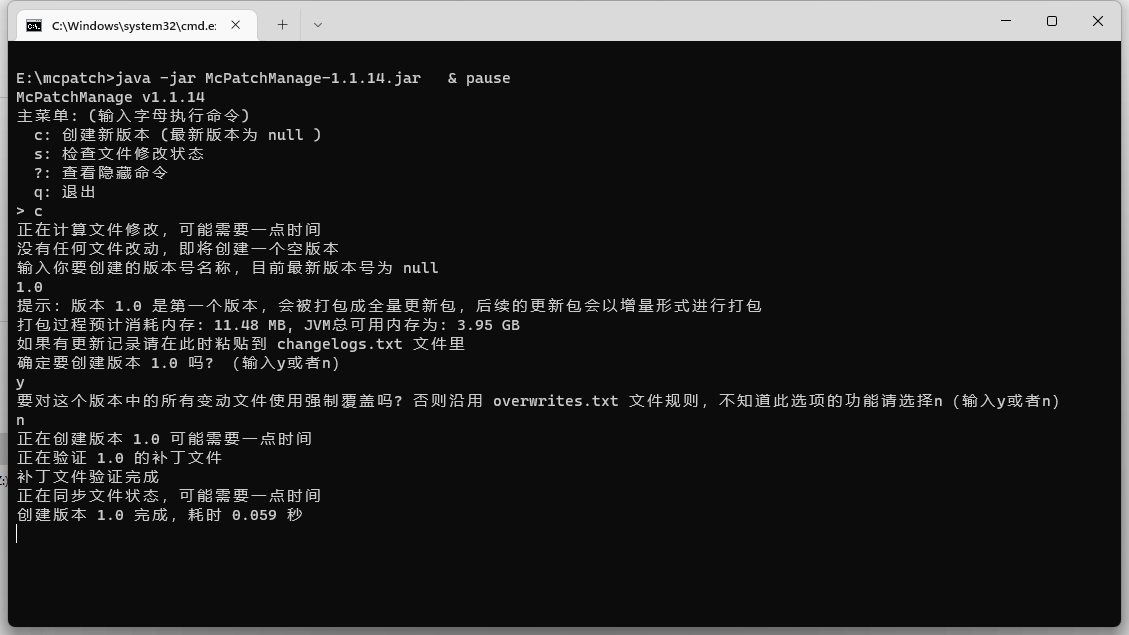 C:\Windows\system32\cmd.e
E:\mcpatch>java -jar McPatchManage-1.1.14.jar   & pause
McPatchManage v1.1.14
主菜单: (输入字母执行命令)
  c: 创建新版本 (最新版本为 null )
  s: 检查文件修改状态
  ?: 查看隐藏命令
  q: 退出
> c
正在计算文件修改，可能需要一点时间
没有任何文件改动，即将创建一个空版本
输入你要创建的版本号名称，目前最新版本号为 null
1.0
提示: 版本 1.0 是第一个版本，会被打包成全量更新包，后续的更新包会以增量形式进行打包
打包过程预计消耗内存: 11.48 MB, JVM总可用内存为: 3.95 GB
如果有更新记录请在此时粘贴到 changelogs.txt 文件里
确定要创建版本 1.0 吗? （输入y或者n）
y
要对这个版本中的所有变动文件使用强制覆盖吗? 否则沿用 overwrites.txt 文件规则，不知道此选项的功能请选择n（输入y或者n）
n
正在创建版本 1.0 可能需要一点时间
正在验证 1.0 的补丁文件
补丁文件验证完成
正在同步文件状态，可能需要一点时间
创建版本 1.0 完成，耗时 0.059 秒